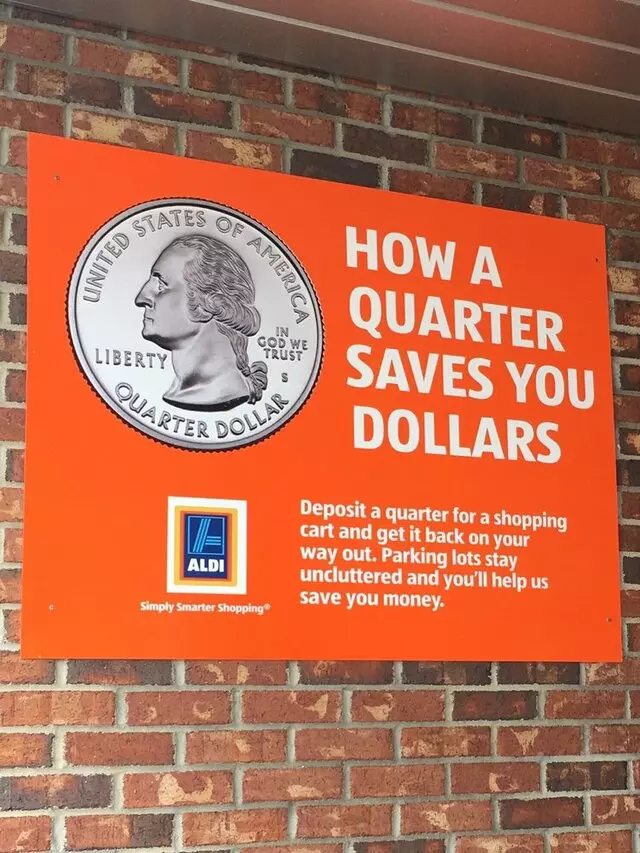 UNITED STATES OF AMERICA
LIBERTY
IN
GOD WE
TRUST
S
QUARTER DOLLAR
HOW A
QUARTER
SAVES YOU
DOLLARS
ALDI
Simply Smarter Shopping®
Deposit a quarter for a shopping
cart and get it back on your
way out. Parking lots stay
uncluttered and you'll help us
save you money.